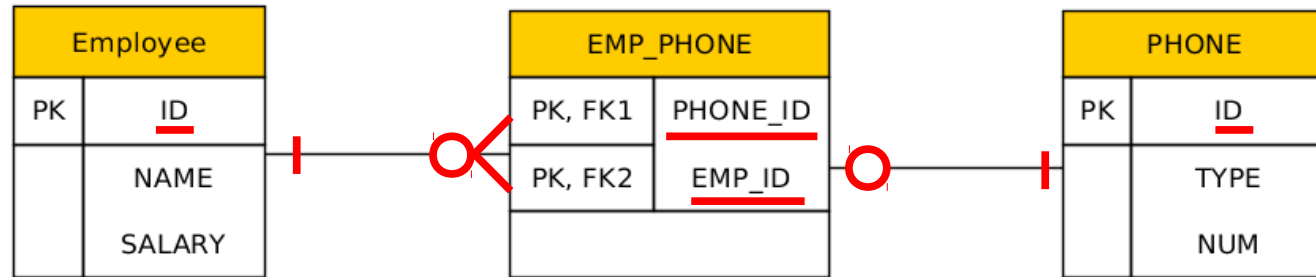 Employee
PK ID
NAME
SALARY
EMP_PHONE
PK, FK1 PHONE_ID
PK, FK2 EMP_ID
PHONE
PK ID
TYPE
NUM